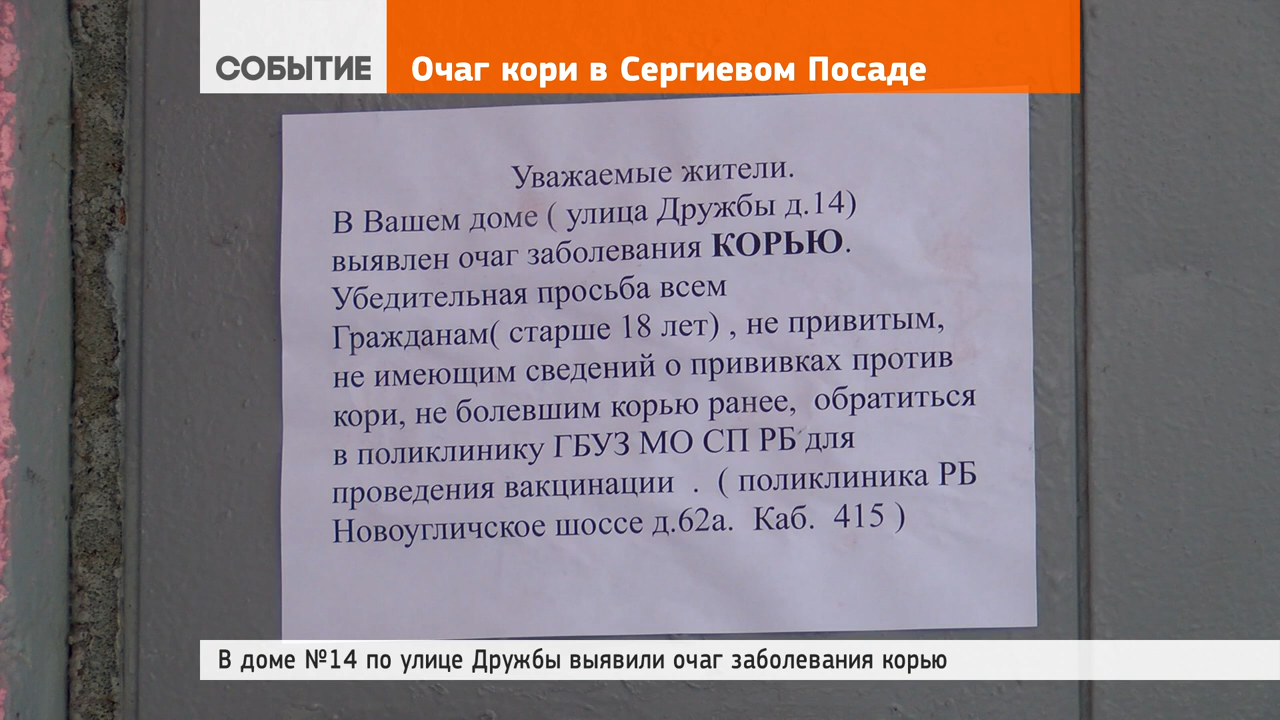 СОБЫТИЕ
Очаг кори в Сергиевом Посаде
Уважаемые жители.
В Вашем доме ( улица Дружбы д.14)
выявлен очаг заболевания КОРЬЮ.
Убедительная просьба всем
Гражданам( старше 18 лет) , не привитым,
не имеющим сведений о прививках против
кори, не болевшим корью ранее,  обратиться
в поликлинику ГБУЗ МО СП РБ для
проведения вакцинации  .  ( поликлиника РБ
Новоугличское шоссе д.62а.  Каб.  415 )
В доме №14 по улице Дружбы выявили очаг заболевания корью